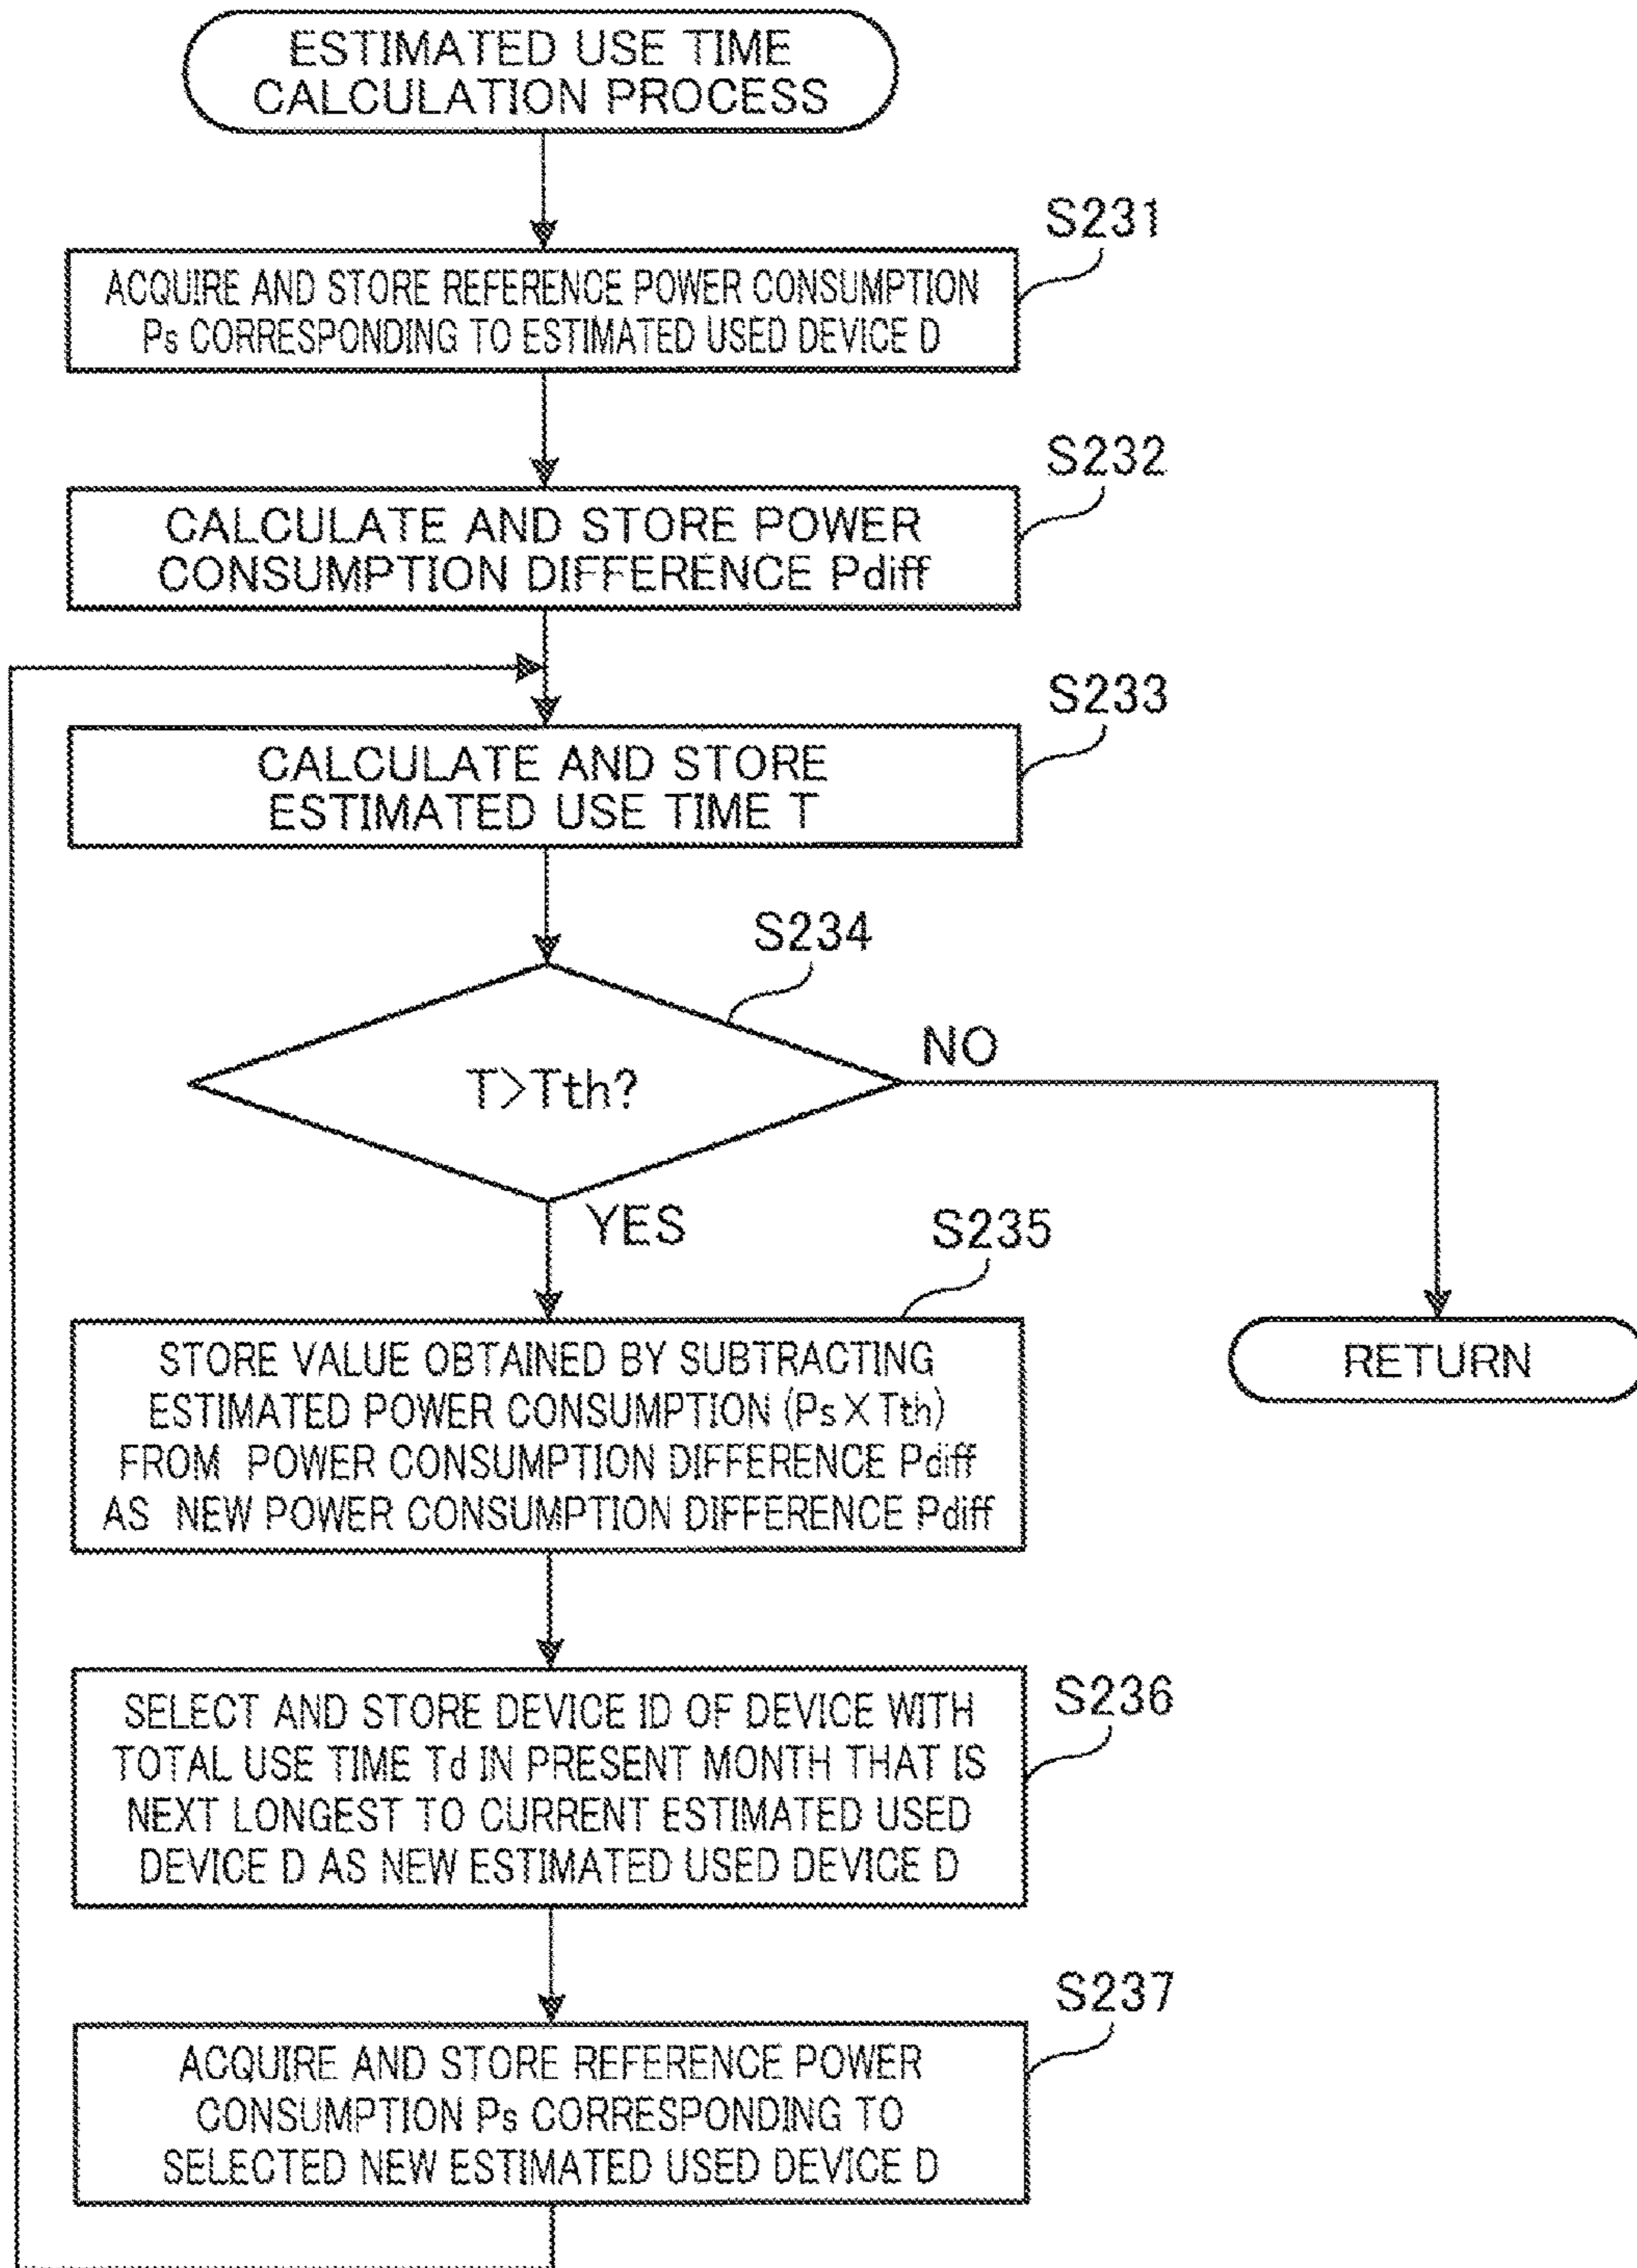 ESTIMATED USE TIME
CALCULATION PROCESS
S231
ACQUIRE AND STORE REFERENCE POWER CONSUMPTION
Ps CORRESPONDING TO ESTIMATED USED DEVICE D
S232
CALCULATE AND STORE POWER
CONSUMPTION DIFFERENCE Pdiff
S233
CALCULATE AND STORE
ESTIMATED USE TIME T
S234
T>Tth?
NO
YES
RETURN
S235
STORE VALUE OBTAINED BY SUBTRACTING
ESTIMATED POWER CONSUMPTION (Ps X Tth)
FROM POWER CONSUMPTION DIFFERENCE Pdiff
AS NEW POWER CONSUMPTION DIFFERENCE Pdiff
S236
SELECT AND STORE DEVICE ID OF DEVICE WITH
TOTAL USE TIME Td IN PRESENT MONTH THAT IS
NEXT LONGEST TO CURRENT ESTIMATED USED
DEVICE D AS NEW ESTIMATED USED DEVICE D
S237
ACQUIRE AND STORE REFERENCE POWER
CONSUMPTION Ps CORRESPONDING TO
SELECTED NEW ESTIMATED USED DEVICE D